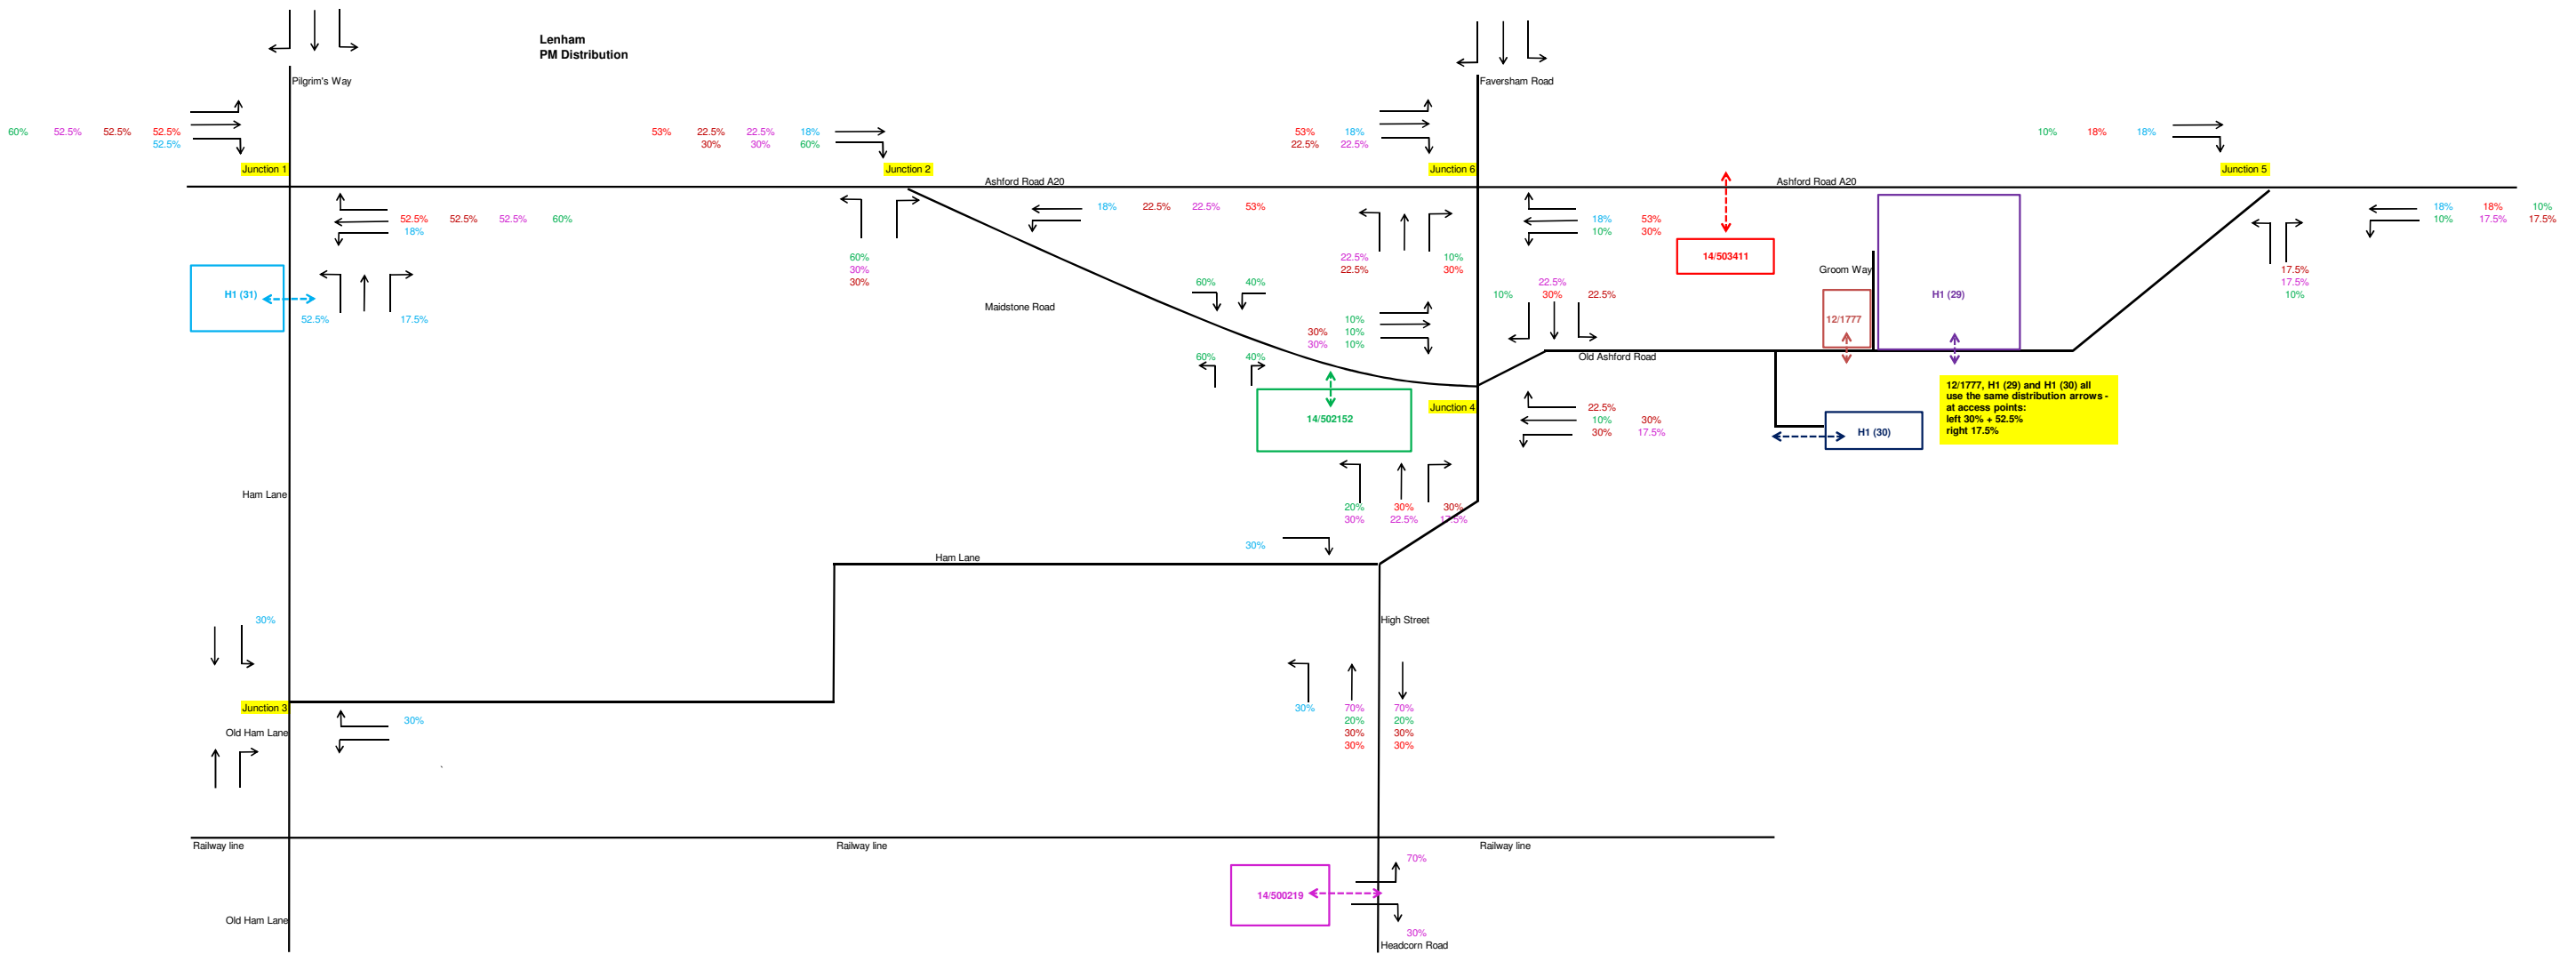 Lenham
PM Distribution
Pilgrim's Way
Faversham Road
60% 52.5% 52.5% 52.5%
52.5%
53% 22.5% 22.5% 18%
30% 30% 60%
53% 18%
22.5% 22.5%
10% 18% 18%
Junction 1
Junction 2
Junction 6
Junction 5
Ashford Road A20
Ashford Road A20
52.5% 52.5% 52.5% 60%
18%
18% 22.5% 22.5% 53%
18% 53%
10% 30%
18% 18% 10%
10% 17.5% 17.5%
60%
30%
30%
22.5% 10%
22.5% 30%
14/503411
Groom Way
17.5%
17.5%
10%
H1 (31)
52.5% 17.5%
Maidstone Road
60% 40%
22.5%
10% 30% 22.5%
H1 (29)
12/1777
10%
30% 10%
30% 10%
60% 40%
Old Ashford Road
14/502152
Junction 4
22.5%
10% 30%
30% 17.5%
H1 (30)
12/1777, H1 (29) and H1 (30) all
use the same distribution arrows -
at access points:
left 30% + 52.5%
right 17.5%
Ham Lane
20% 30% 30%
30% 22.5% 17.5%
30%
Ham Lane
30%
High Street
Junction 3
30%
Old Ham Lane
30% 70% 70%
20% 20%
30% 30%
30% 30%
Railway line
Railway line
Railway line
70%
14/500219
Old Ham Lane
30%
Headcorn Road